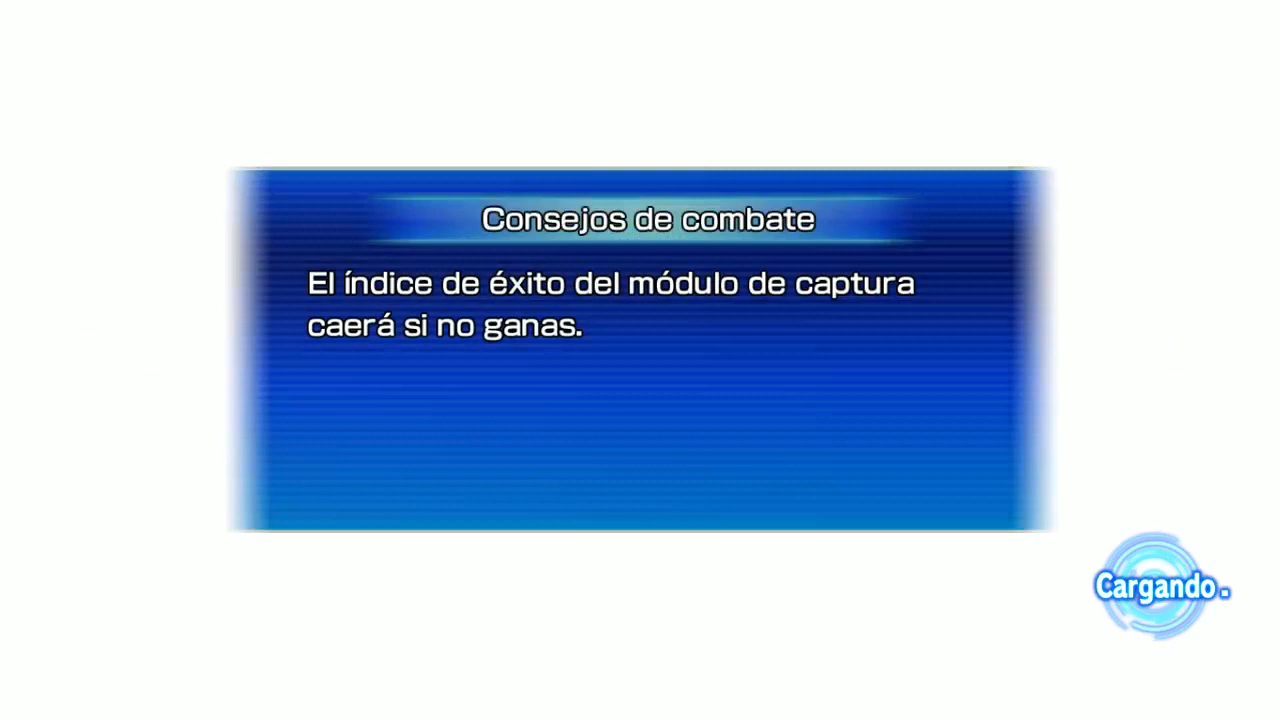 Consejos de combate
El índice de éxito del módulo de captura
caerá si no ganas.
Cargando.